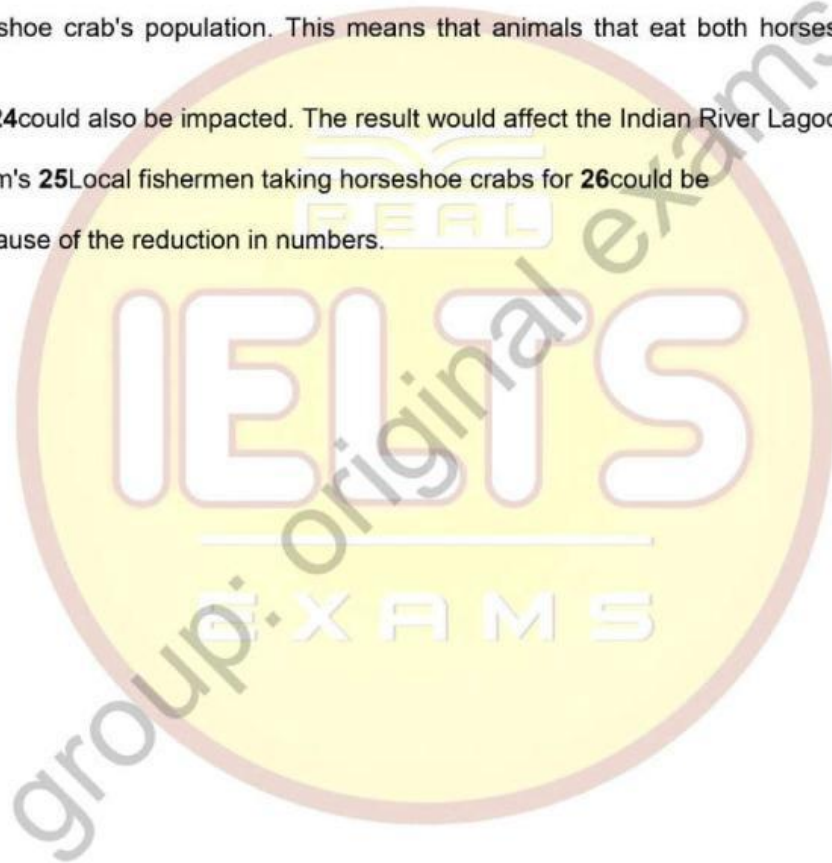 shoe crab's population. This means that animals that eat both horses
24could also be impacted. The result would affect the Indian River Lagoo
m's 25Local fishermen taking horseshoe crabs for 26could be
ause of the reduction in numbers.
REAL
IELTS
EXAMS
group: original exams